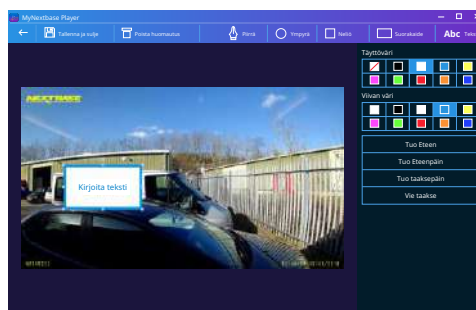 MyNextbase Player
Tallenna ja sulje
Poista huomautus
Piirrä
Ympyrä
Neliö
Suorakaide
Abc Teks
Täyttöväri
NEXTBASE
Kirjoita teksti
Viivan väri
Tuo Eteen
Tuo Eteenpäin
Tuo taaksepäin
Vie taakse